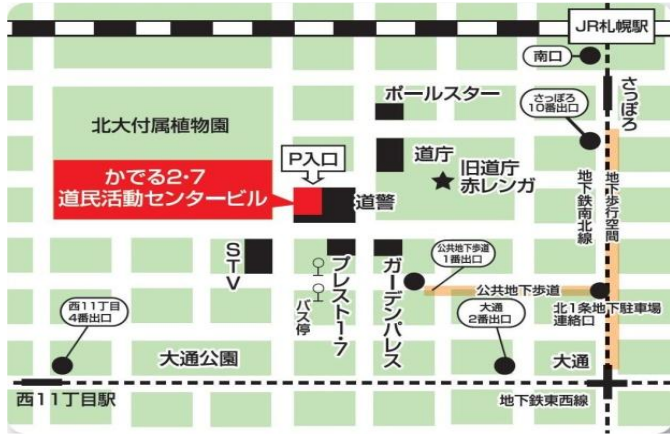 JR札幌駅
南口
さっぽろ
ポールスター
さっぽろ
10番出口
北大付属植物園
P入口
道庁
旧道庁
赤レンガ
かでる2・7
道民活動センタービル
道警
地下鉄南北線
地下歩行空間
STV
プレスト1・7
ガーデンパレス
公共地下歩道
1番出口
バス停
公共地下歩道
西11丁目
4番出口
大通
2番出口
北1条地下駐車場
連絡口
大通公園
大通
西11丁目駅
地下鉄東西線